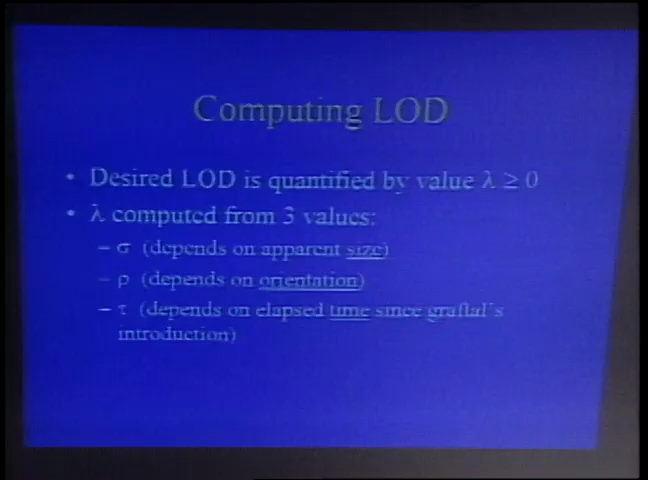 Computing LOD
• Desired LOD is quantified by value λ ≥ 0
• λ computed from 3 values:
– σ (depends on apparent size)
– ρ (depends on orientation)
– τ (depends on elapsed time since graftal's
introduction)